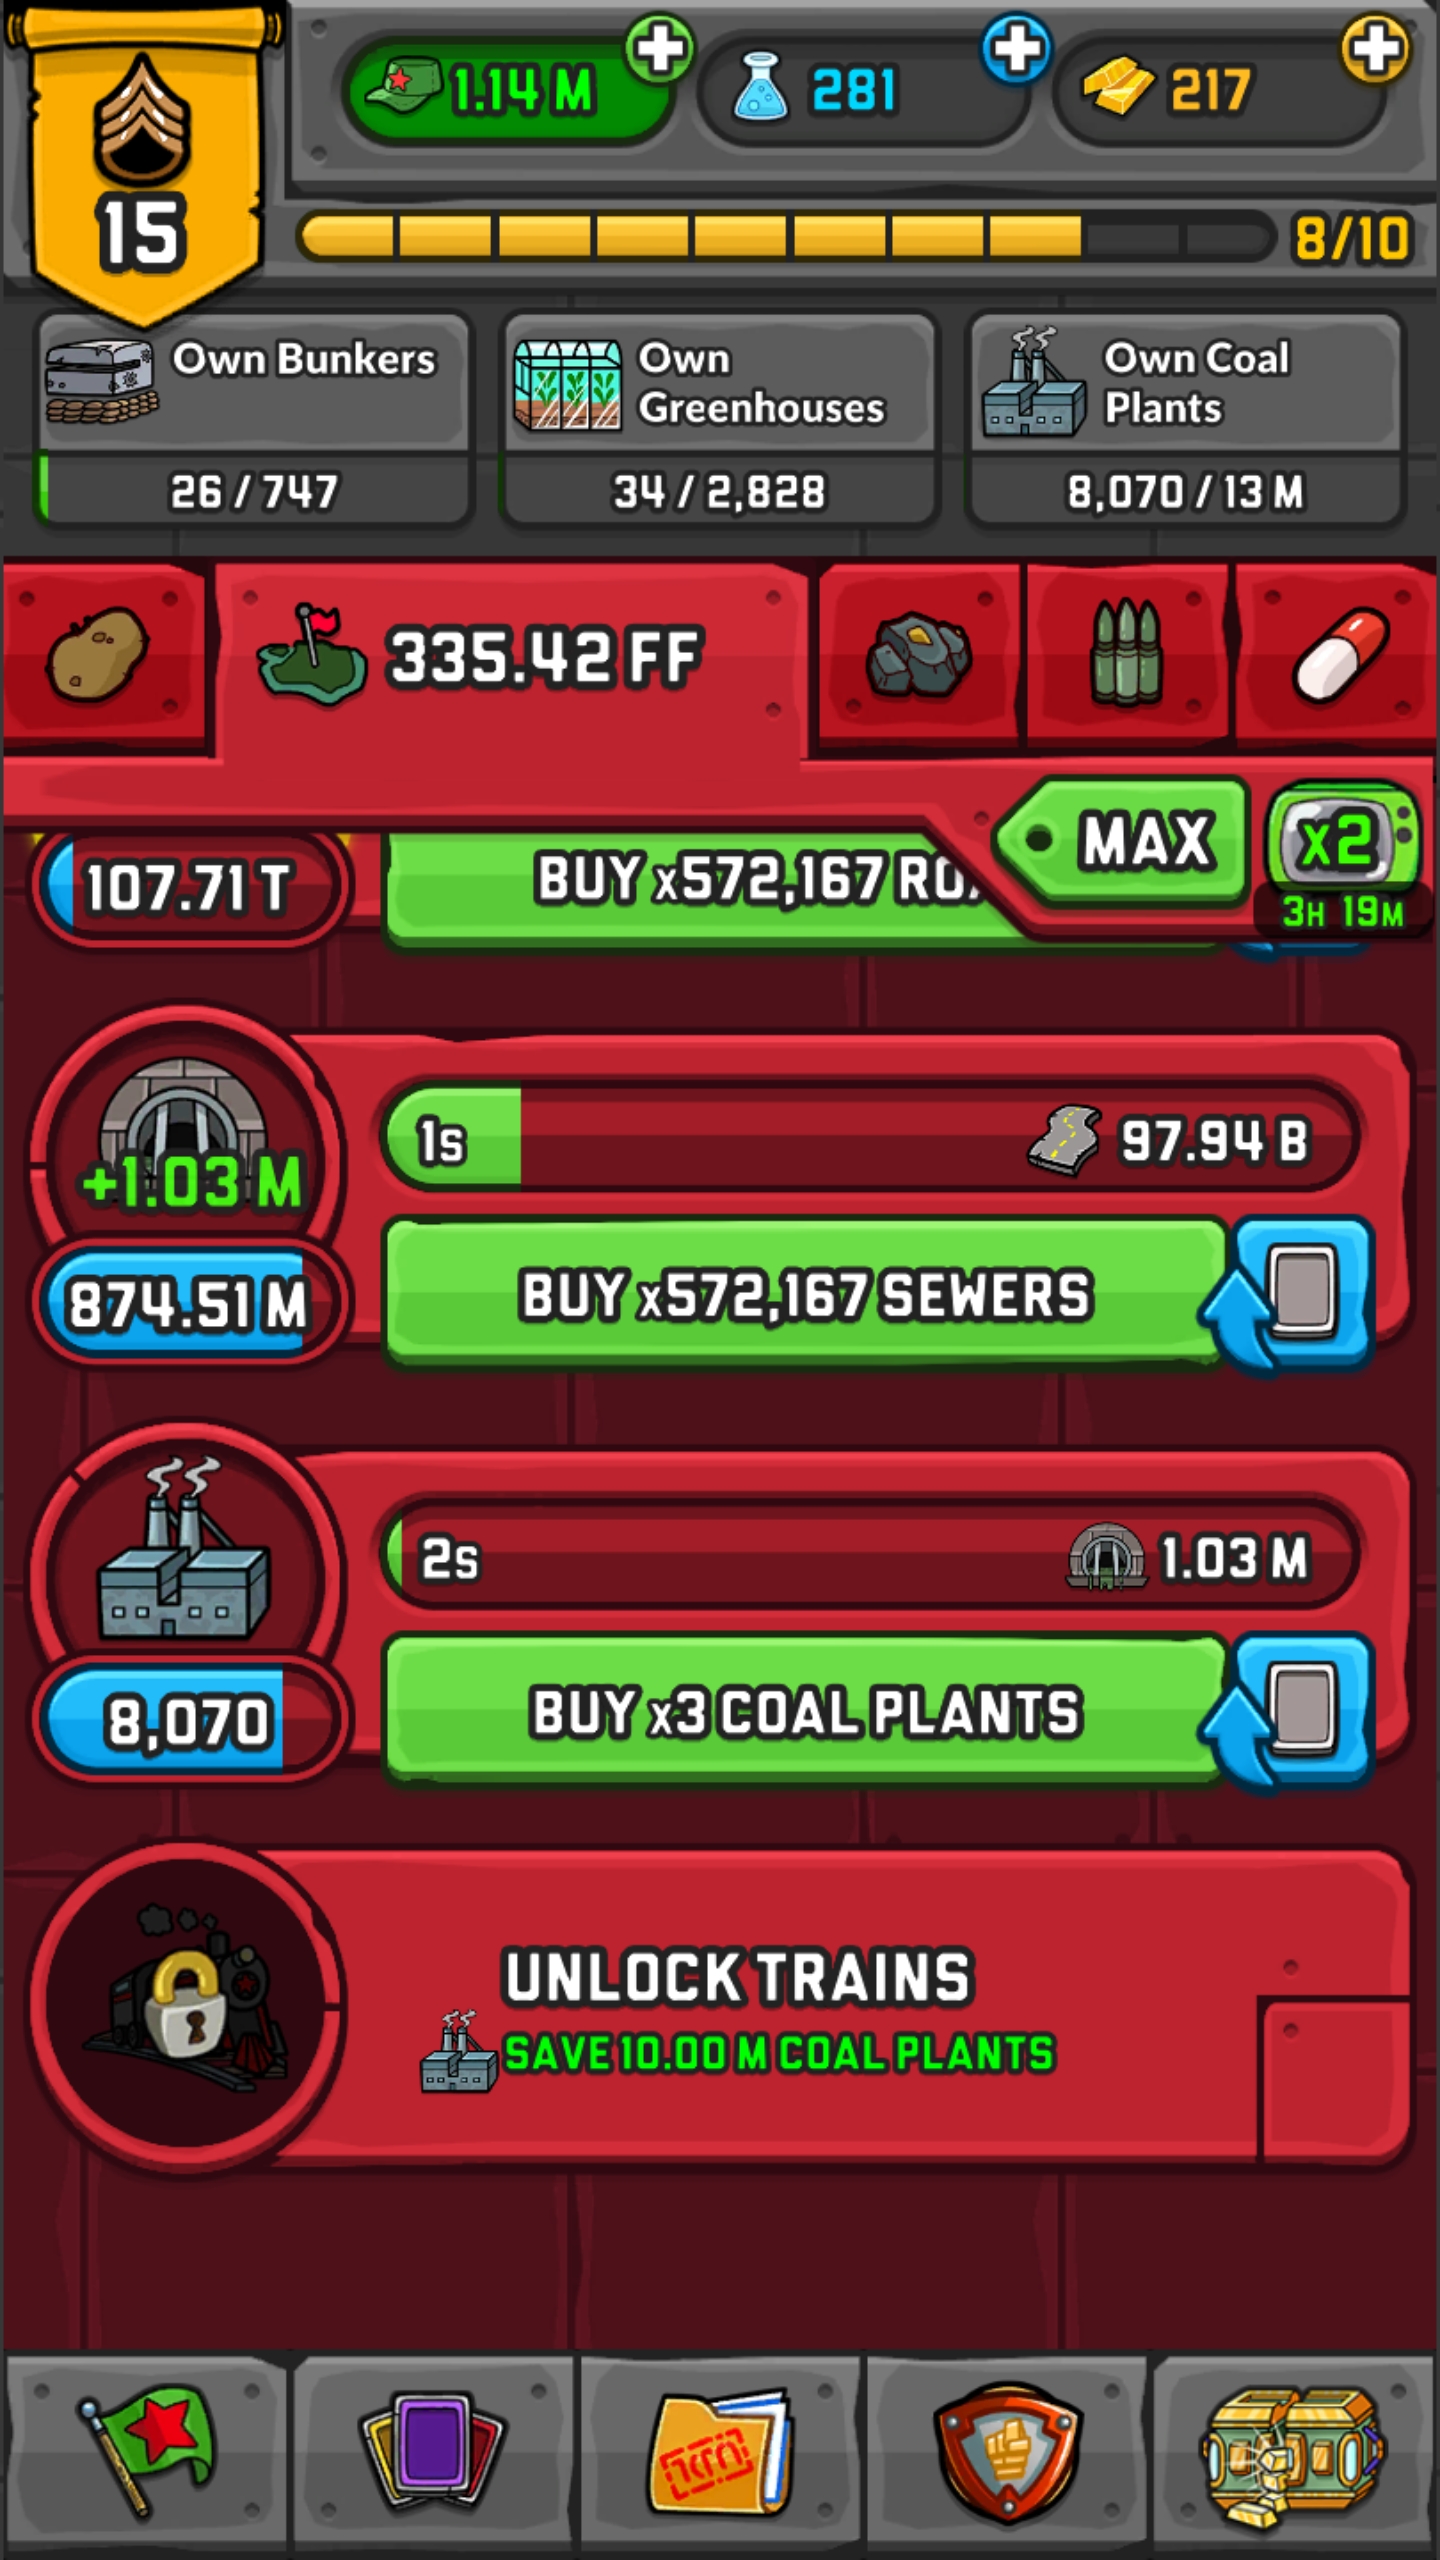 15
1.14 M
281
217
8/10
Own Bunkers
26 / 747
Own
Greenhouses
34 / 2,828
Own Coal
Plants
8,070 / 13 M
335.42 FF
MAX
x2
3H 19M
107.71 T
BUY x572,167
1s
97.94 B
+1.03 M
874.51 M
BUY x572,167 SEWERS
2s
1.03 M
8,070
BUY x3 COAL PLANTS
UNLOCK TRAINS
SAVE 10.00 M COAL PLANTS